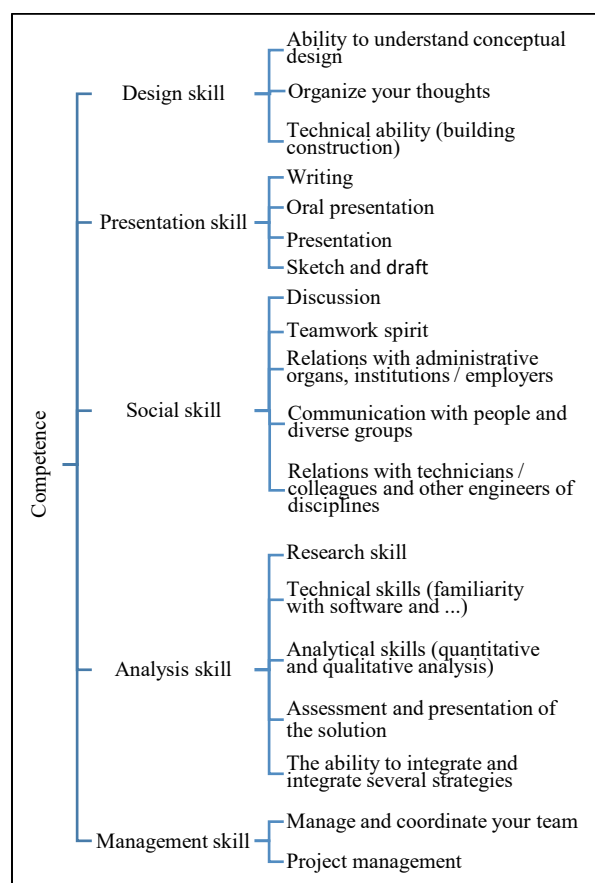 Competence
Design skill
Ability to understand conceptual
design
Organize your thoughts
Technical ability (building
construction)
Presentation skill
Writing
Oral presentation
Presentation
Sketch and draft
Social skill
Discussion
Teamwork spirit
Relations with administrative
organs, institutions / employers
Communication with people and
diverse groups
Relations with technicians /
colleagues and other engineers of
disciplines
Analysis skill
Research skill
Technical skills (familiarity
with software and ...)
Analytical skills (quantitative
and qualitative analysis)
Assessment and presentation of
the solution
The ability to integrate and
integrate several strategies
Management skill
Manage and coordinate your team
Project management